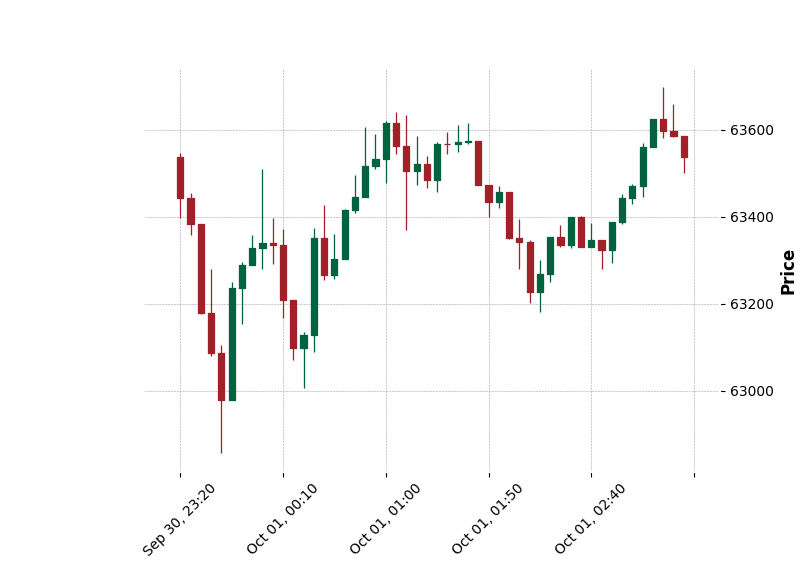 63600
63400
63200
63000
Price
Sep 30, 23:20
Oct 01, 00:10
Oct 01, 01:00
Oct 01, 01:50
Oct 01, 02:40